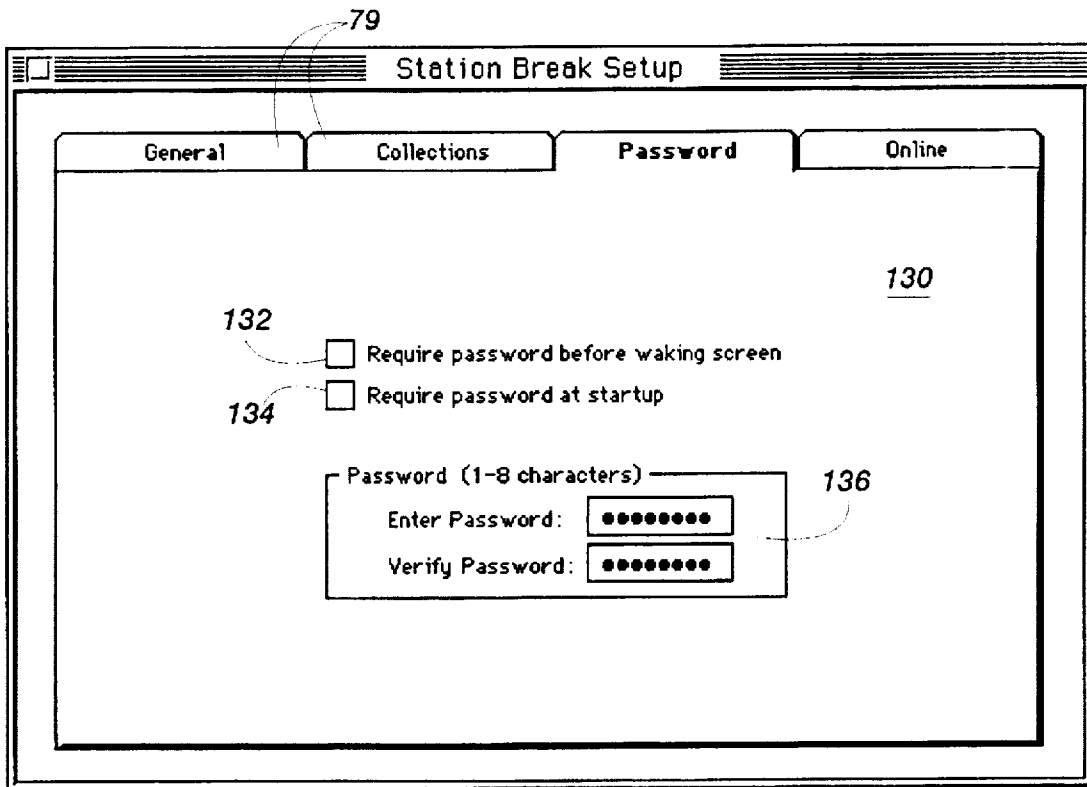 79
Station Break Setup
General Collections Password Online
130
132
Require password before waking screen
Require password at startup
134
Password (1-8 characters)
136
Enter Password: ●●●●●●●●
Verify Password: ●●●●●●●●